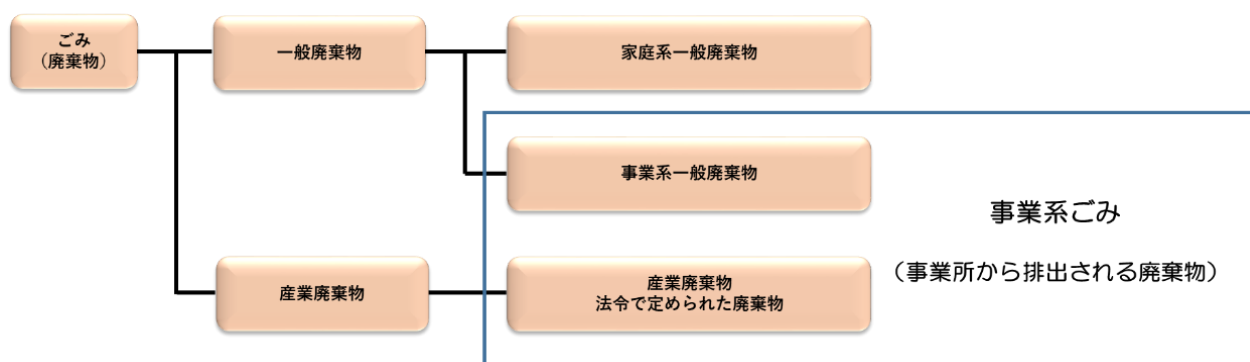 ごみ
（廃棄物）
一般廃棄物
家庭系一般廃棄物
事業系一般廃棄物
事業系ごみ
（事業所から排出される廃棄物）
産業廃棄物
産業廃棄物
法令で定められた廃棄物